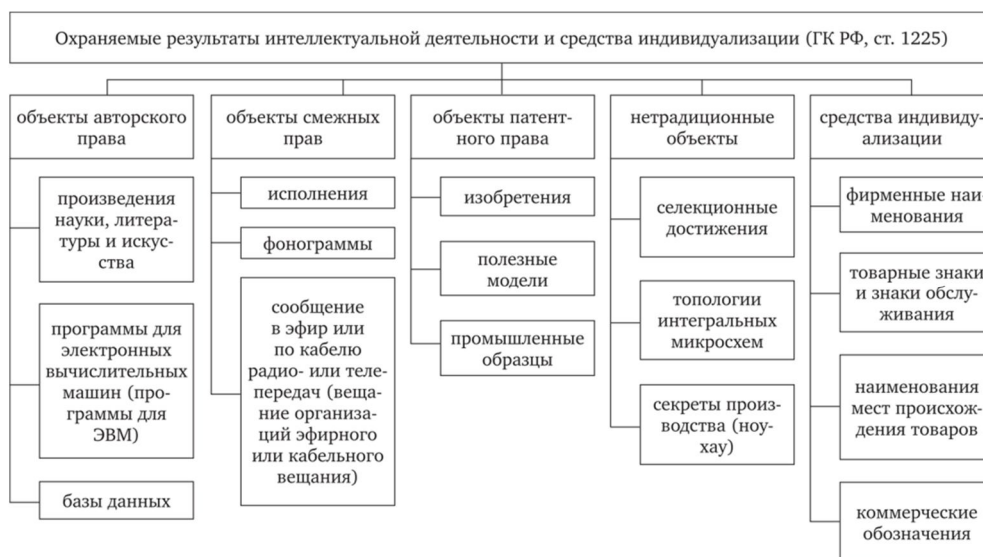 Охраняемые результаты интеллектуальной деятельности и средства индивидуализации (ГК РФ, ст. 1225)
объекты авторского
права
произведения
науки, литера-
туры и искус-
ства
программы для
электронных
вычислительных
машин (про-
граммы для
ЭВМ)
базы данных
объекты смежных
прав
исполнения
фонограммы
сообщение
в эфир или
по кабелю
радио- или теле-
передач (веща-
ние организа-
ций эфирного
или кабельного
вещания)
объекты патент-
ного права
изобретения
полезные
модели
промышленные
образцы
нетрадиционные
объекты
селекционные
достижения
топологии
интегральных
микросхем
секреты произ-
водства (ноу-
хау)
средства индивиду-
ализации
фирменные наи-
менования
товарные знаки
и знаки обслу-
живания
наименования
мест происхож-
дения товаров
коммерческие
обозначения